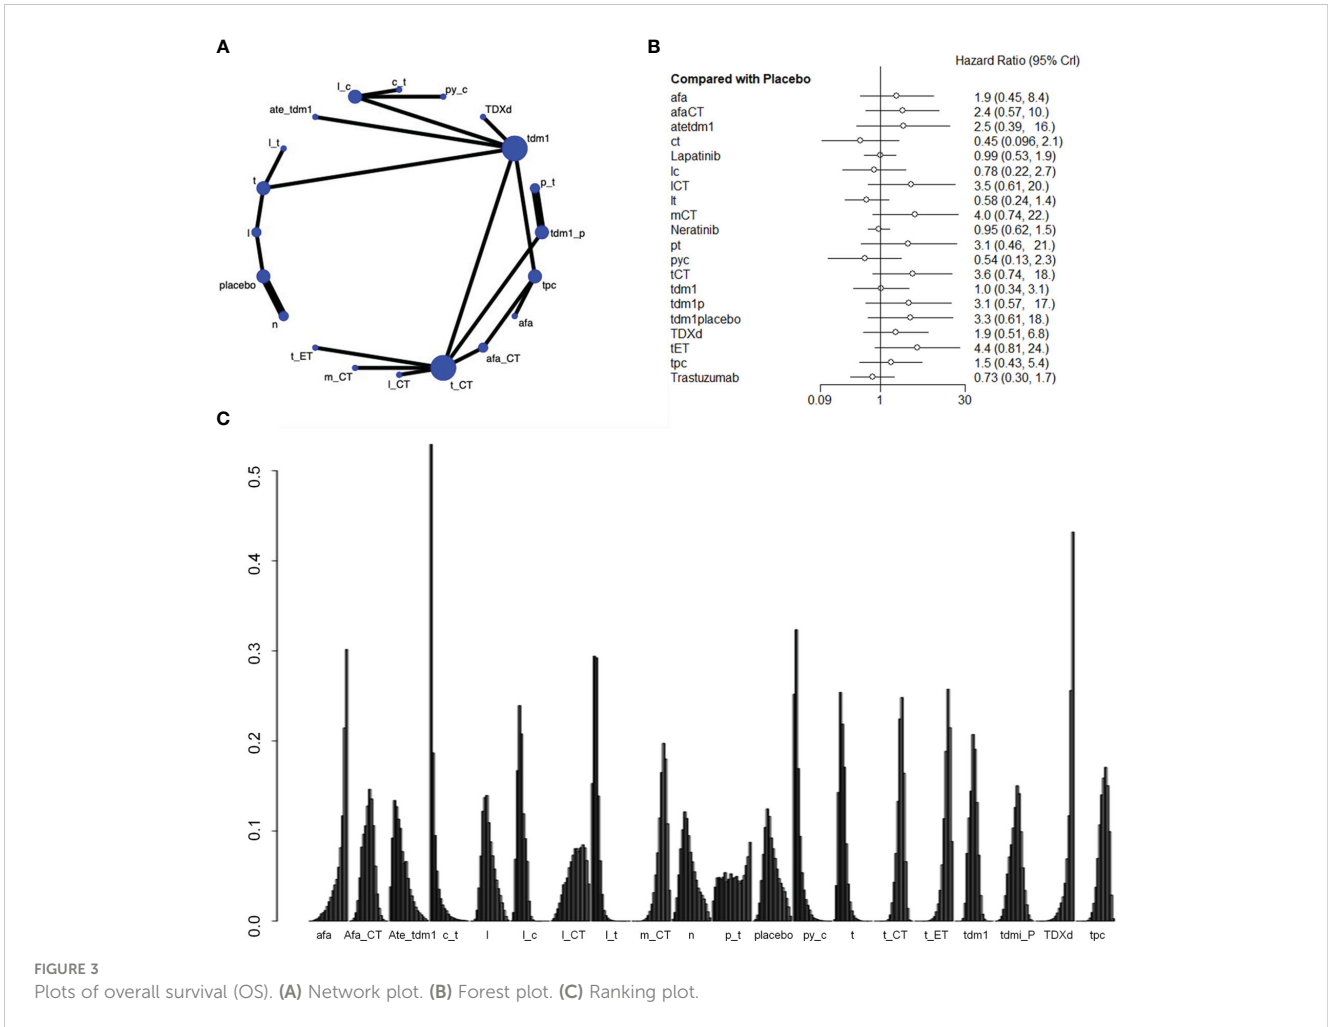 A
l_c
c_t
py_c
ate_tdm1
TDXd
tdm1
l_t
t
p_t
l
tdm1_p
placebo
tpc
n
afa
t_ET
afa_CT
m_CT
l_CT
t_CT
B
Hazard Ratio (95% CrI)
Compared with Placebo
afa 1.9 (0.45, 8.4)
afaCT 2.4 (0.57, 10.)
atetdm1 2.5 (0.39, 16.)
ct 0.45 (0.096, 2.1)
Lapatinib 0.99 (0.53, 1.9)
lc 0.78 (0.22, 2.7)
lCT 3.5 (0.61, 20.)
lt 0.58 (0.24, 1.4)
mCT 4.0 (0.74, 22.)
Neratinib 0.95 (0.62, 1.5)
pt 3.1 (0.46, 21.)
pyc 0.54 (0.13, 2.3)
tCT 3.6 (0.74, 18.)
tdm1 1.0 (0.34, 3.1)
tdm1p 3.1 (0.57, 17.)
tdm1placebo 3.3 (0.61, 18.)
TDXd 1.9 (0.51, 6.8)
tET 4.4 (0.81, 24.)
tpc 1.5 (0.43, 5.4)
Trastuzumab 0.73 (0.30, 1.7)
0.09 1 30
C
0.5
0.4
0.3
0.2
0.1
0.0
afa Afa_CT Ate_tdm1 c_t l l_c l_CT l_t m_CT n p_t placebo py_c t t_CT t_ET tdm1 tdmi_P TDXd tpc
FIGURE 3
Plots of overall survival (OS). (A) Network plot. (B) Forest plot. (C) Ranking plot.